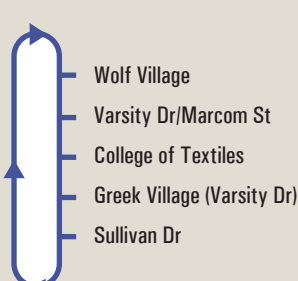 Wolf Village
Varsity Dr/Marcom St
College of Textiles
Greek Village (Varsity Dr)
Sullivan Dr